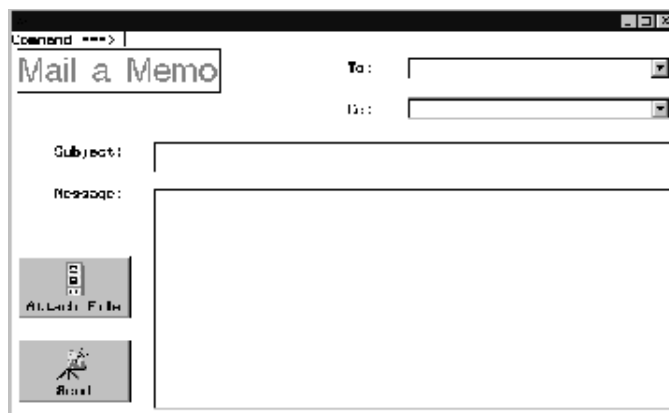 Command ===>
Mail a Memo
To:
Cc:
Subject:
Message:
Attach File
Send